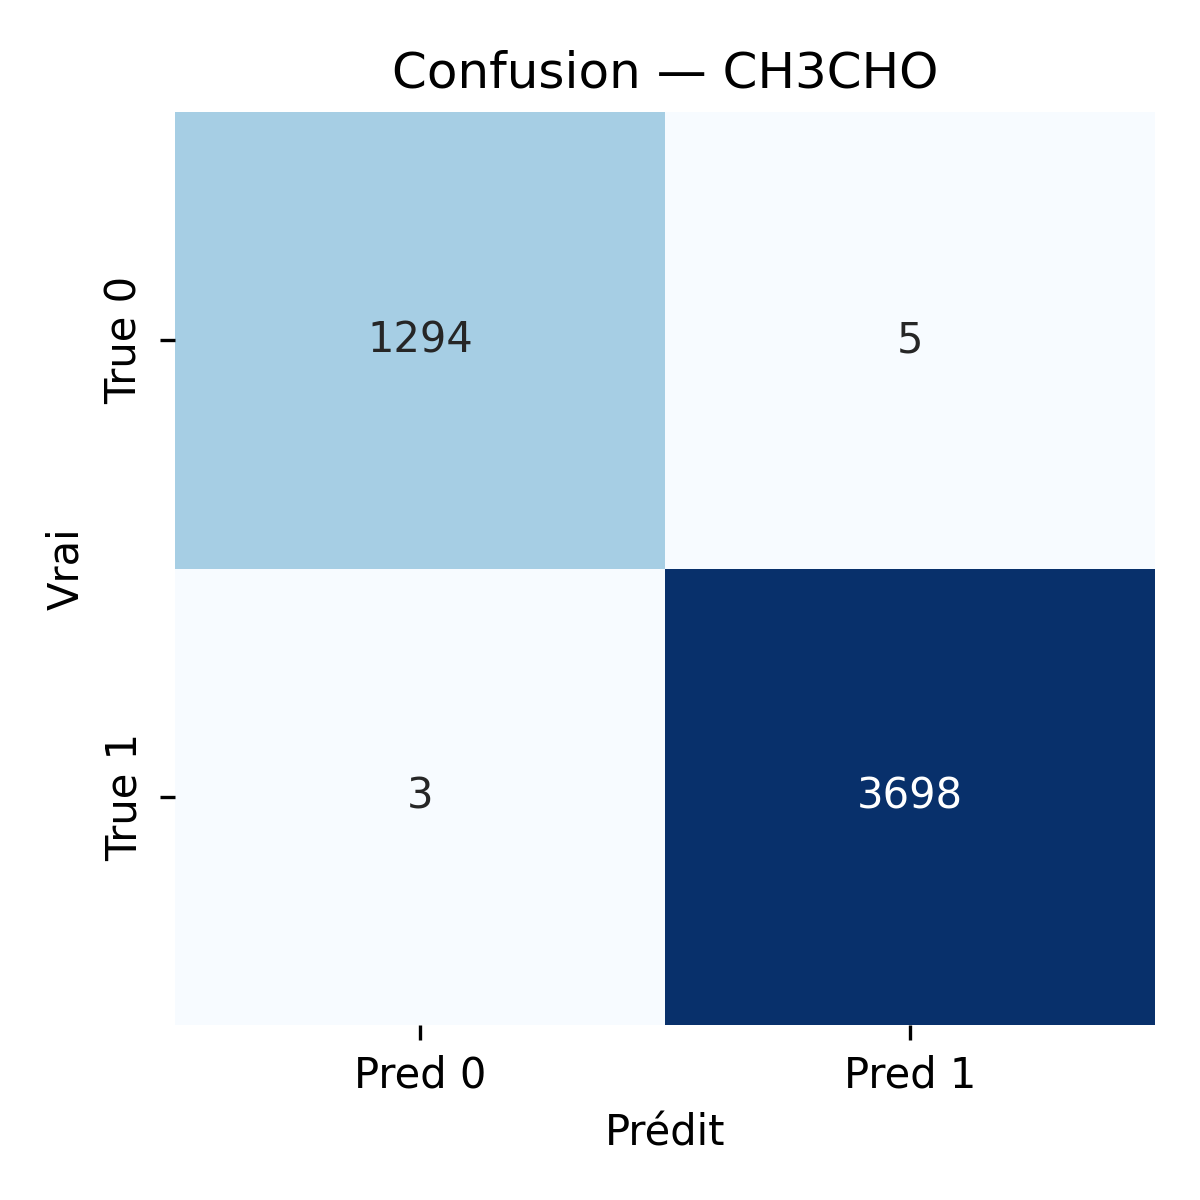 Confusion — CH3CHO
Vrai
True 0
1294
5
True 1
3
3698
Pred 0
Pred 1
Prédit